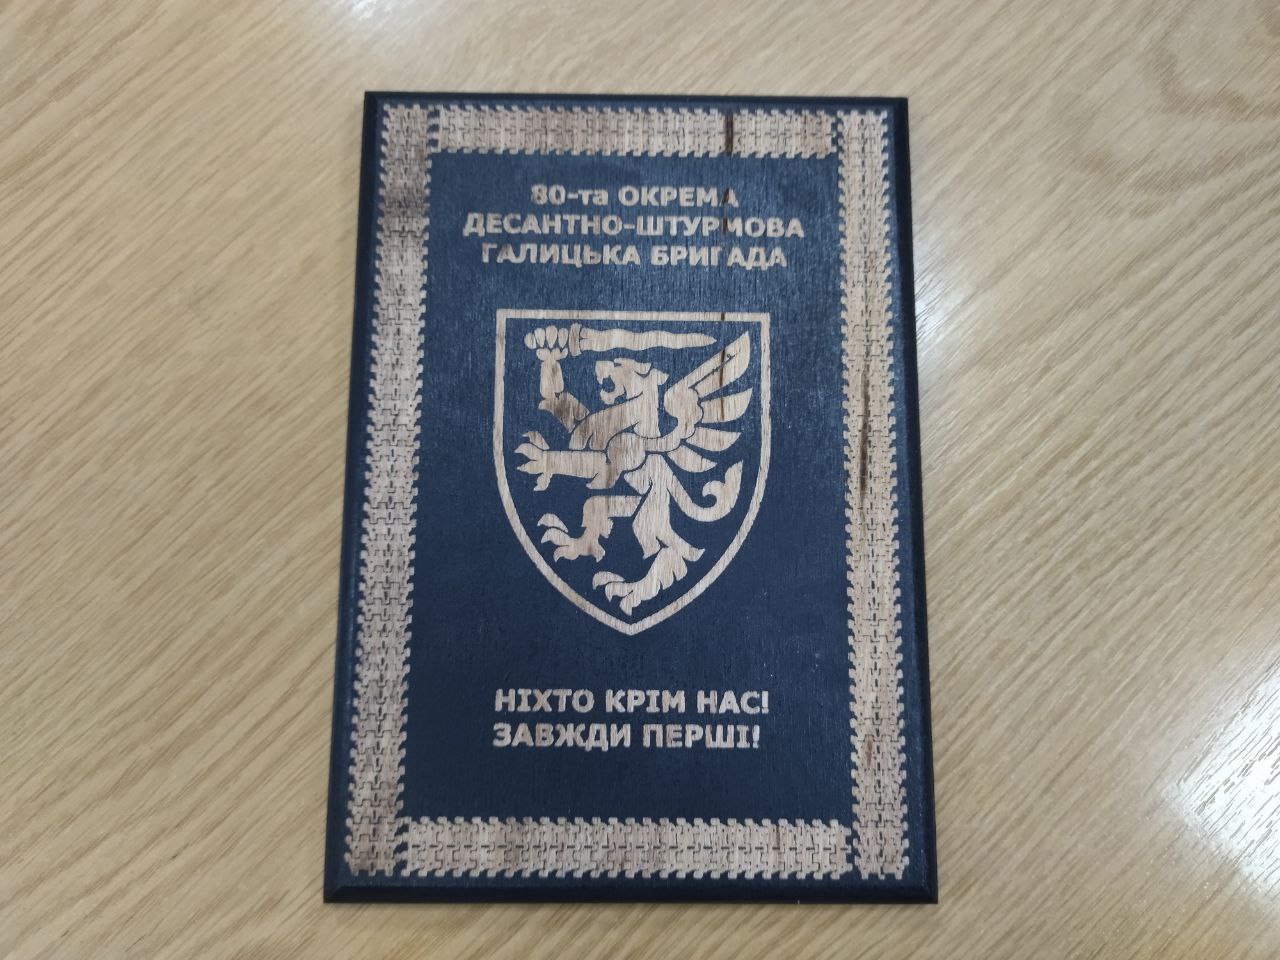 80-та ОКРЕМА
ДЕСАНТНО-ШТУРМОВА
ГАЛИЦЬКА БРИГАДА
НІХТО КРІМ НАС!
ЗАВЖДИ ПЕРШІ!